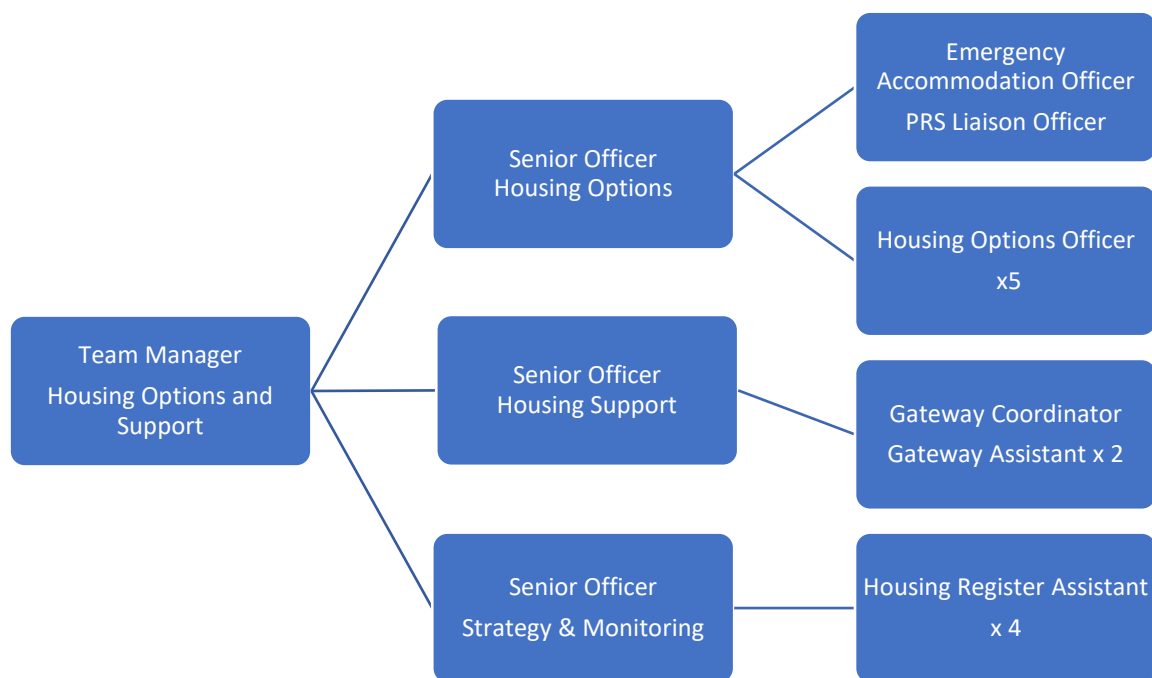 Team Manager
Housing Options and
Support
Senior Officer
Housing Options
Emergency
Accommodation Officer
PRS Liaison Officer
Housing Options Officer
x5
Senior Officer
Housing Support
Gateway Coordinator
Gateway Assistant x 2
Senior Officer
Strategy & Monitoring
Housing Register Assistant
x 4